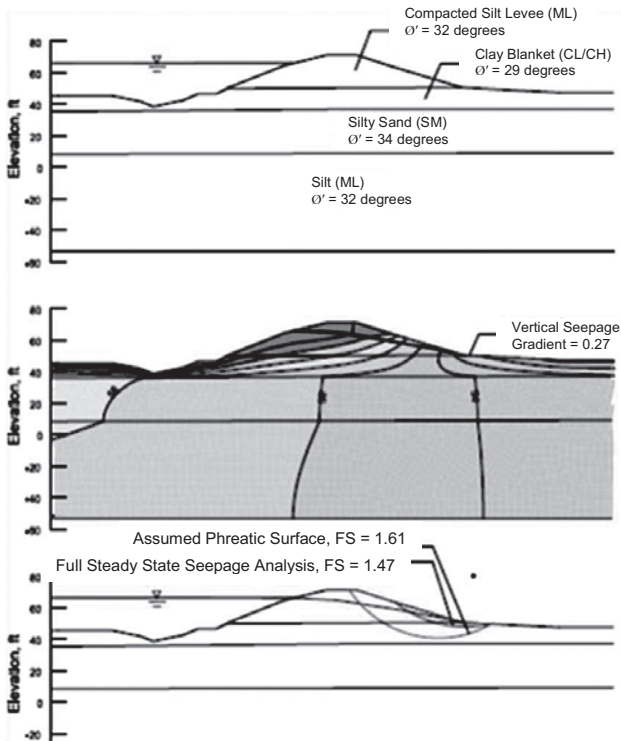 Compacted Silt Levee (ML)
Ø′ = 32 degrees
Clay Blanket (CL/CH)
Ø′ = 29 degrees
Silty Sand (SM)
Ø′ = 34 degrees
Silt (ML)
Ø′ = 32 degrees
Elevation, ft
80
60
40
20
0
+20
+40
+60
Vertical Seepage
Gradient = 0.27
Elevation, ft
80
60
40
20
0
+20
+40
+60
Assumed Phreatic Surface, FS = 1.61
Full Steady State Seepage Analysis, FS = 1.47
Elevation, ft
80
60
40
20
0
+20